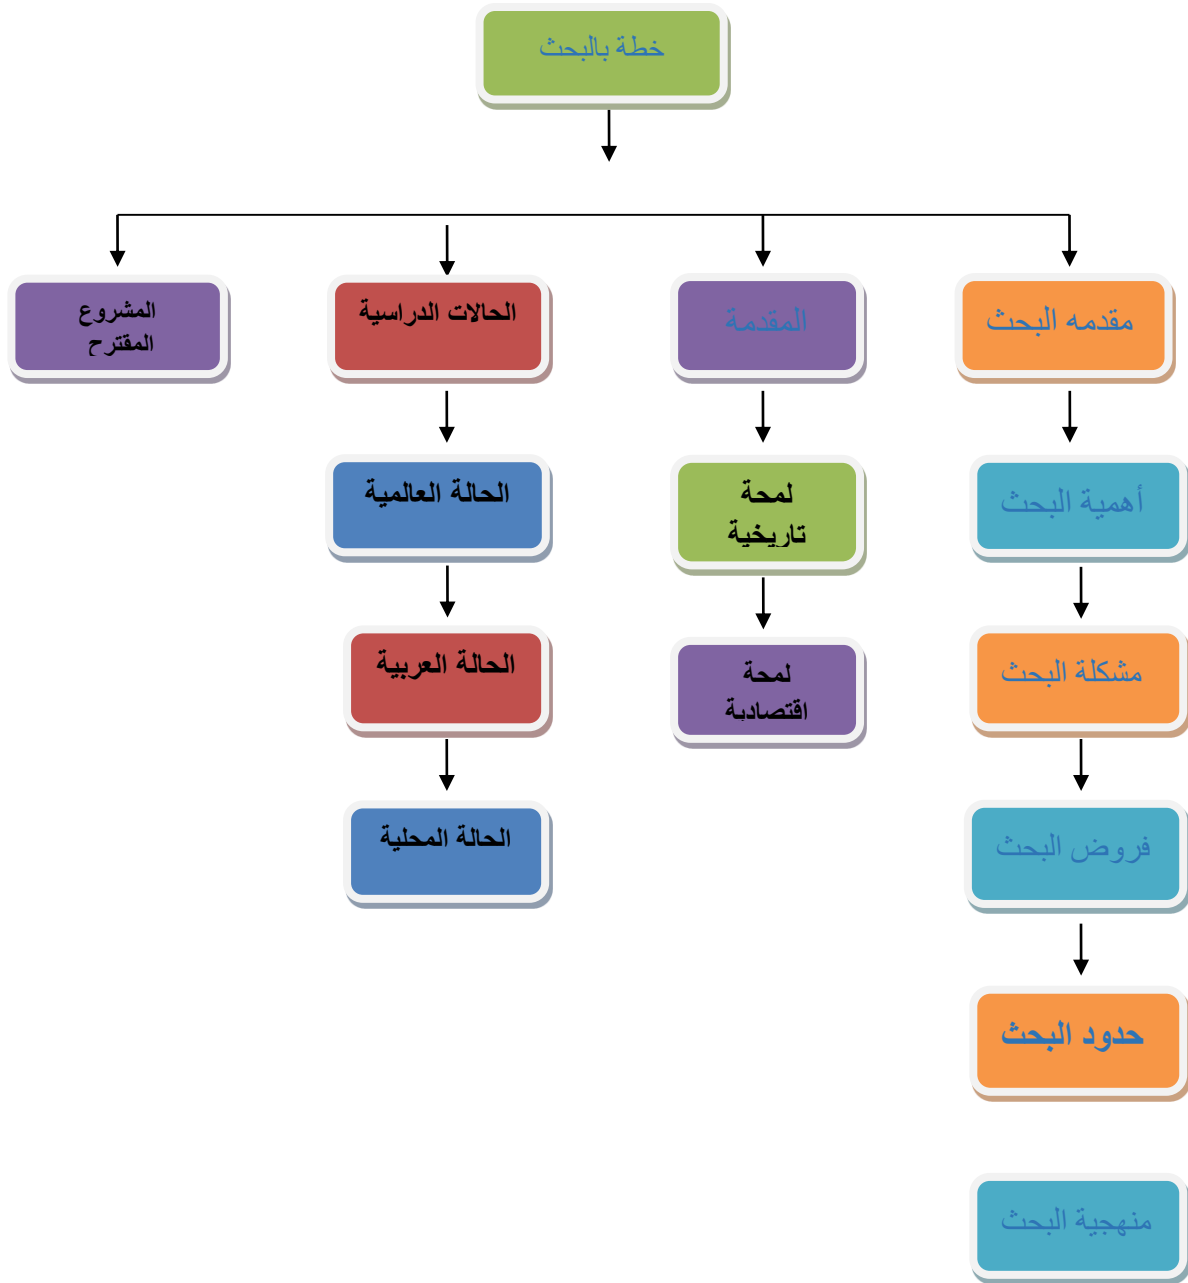 خطة بالبحث
مقدمه البحث
المقدمة
الحالات الدراسية
المشروع
المقترح
أهمية البحث
لمحة
تاريخية
الحالة العالمية
مشكلة البحث
لمحة
اقتصادية
الحالة العربية
فروض البحث
الحالة المحلية
حدود البحث
منهجية البحث